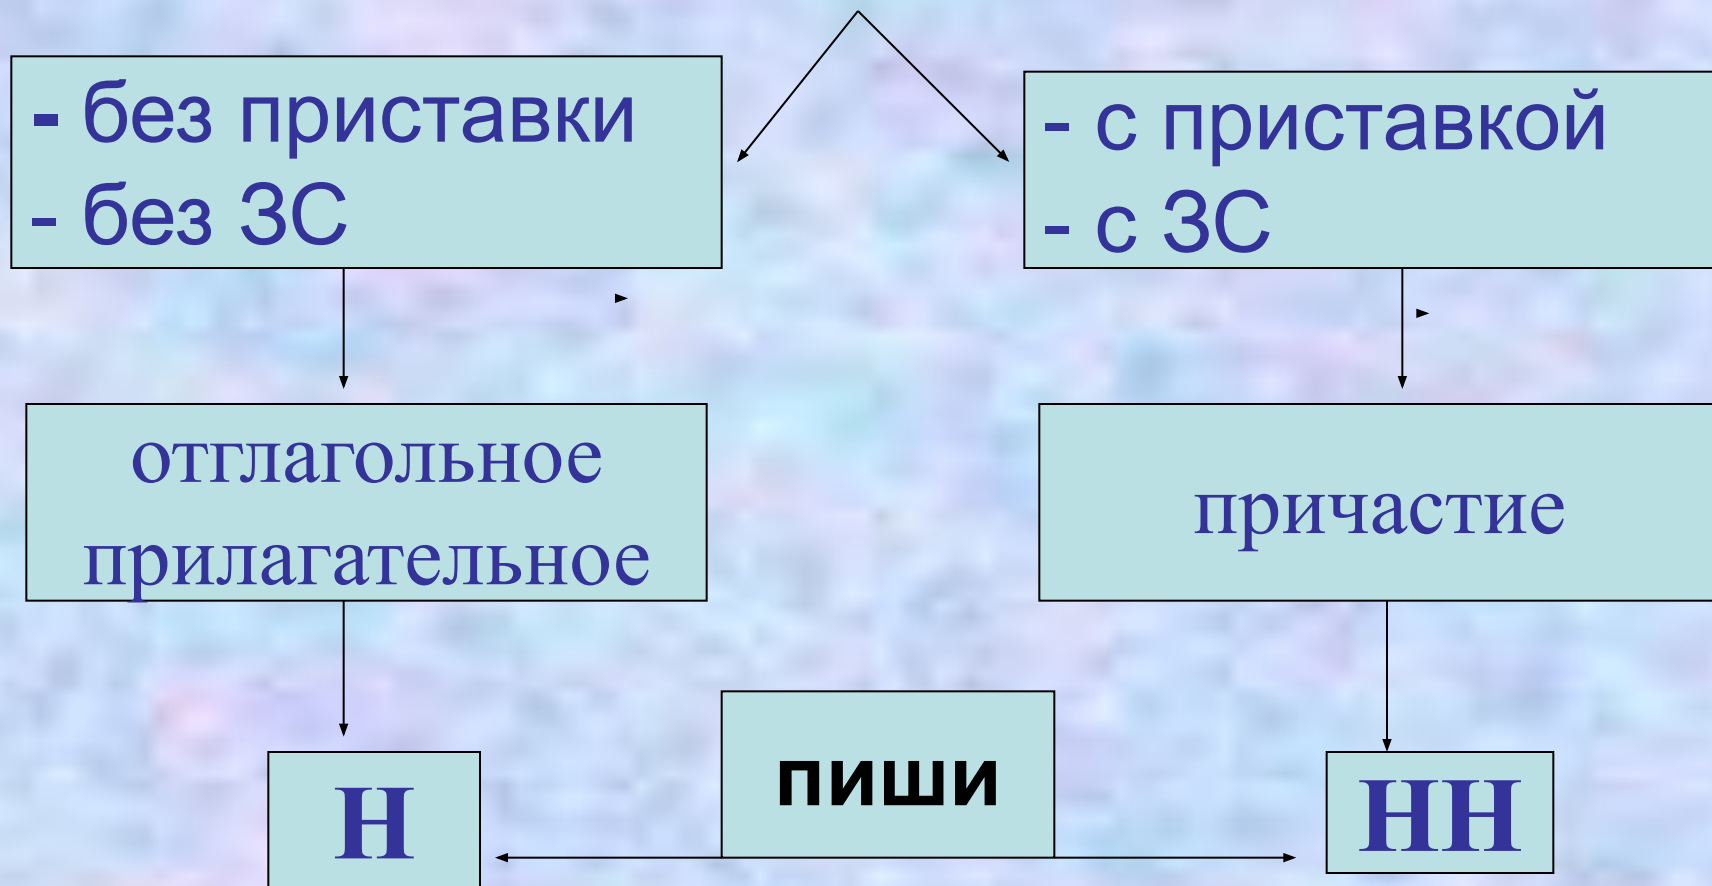 - без приставки
- без ЗС
- с приставкой
- с ЗС
отглагольное
прилагательное
причастие
пиши
Н
НН